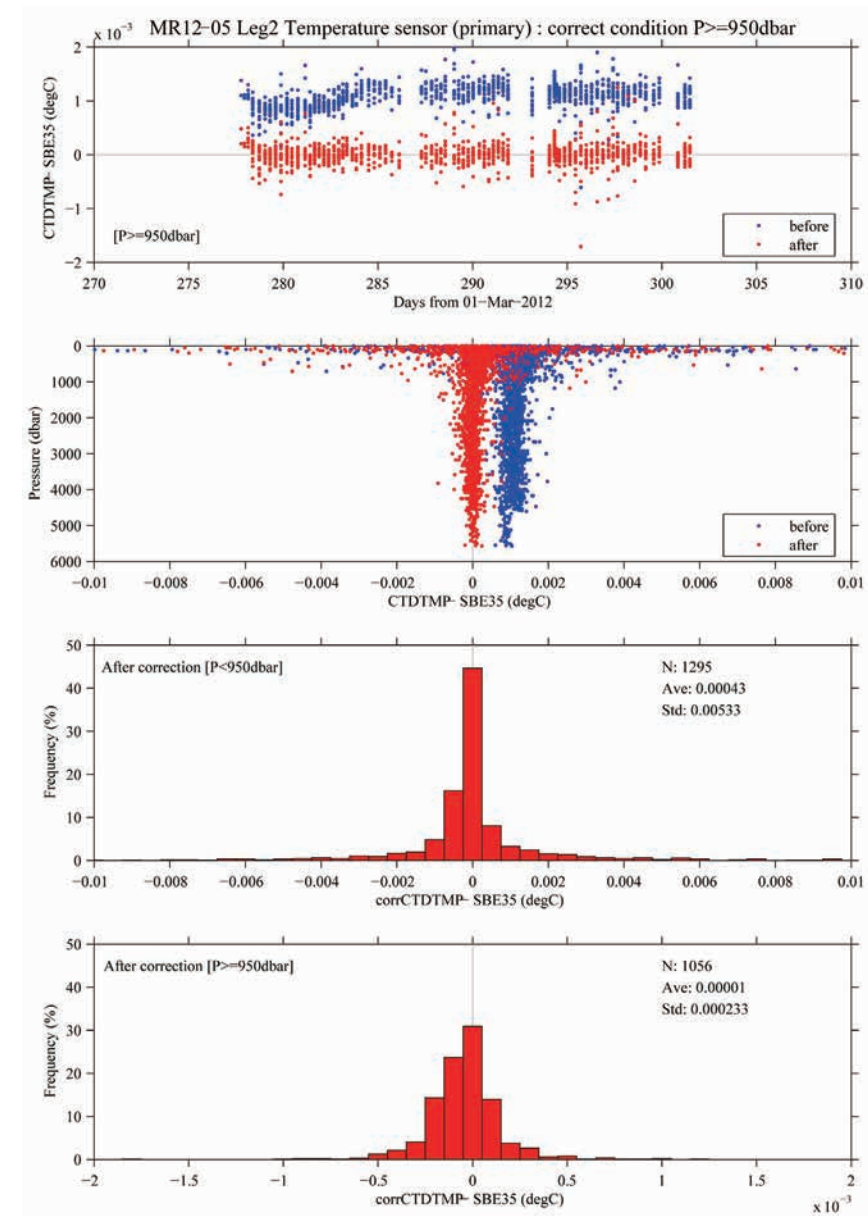 MR12-05 Leg2 Temperature sensor (primary) : correct condition P>=950dbar
x 10⁻³
CTDTMP- SBE35 (degC)
2
1
0
−1
−2
[P>=950dbar]
before
after
270 275 280 285 290 295 300 305 310
Days from 01−Mar−2012
Pressure (dbar)
0
1000
2000
3000
4000
5000
6000
before
after
−0.01 −0.008 −0.006 −0.004 −0.002 0 0.002 0.004 0.006 0.008 0.01
CTDTMP- SBE35 (degC)
Frequency (%)
50
40
30
20
10
0
After correction [P<950dbar]
N: 1295
Ave: 0.00043
Std: 0.00533
−0.01 −0.008 −0.006 −0.004 −0.002 0 0.002 0.004 0.006 0.008 0.01
corrCTDTMP- SBE35 (degC)
Frequency (%)
50
40
30
20
10
0
After correction [P>=950dbar]
N: 1056
Ave: 0.00001
Std: 0.000233
−2 −1.5 −1 −0.5 0 0.5 1 1.5 2
corrCTDTMP- SBE35 (degC)
x 10⁻³